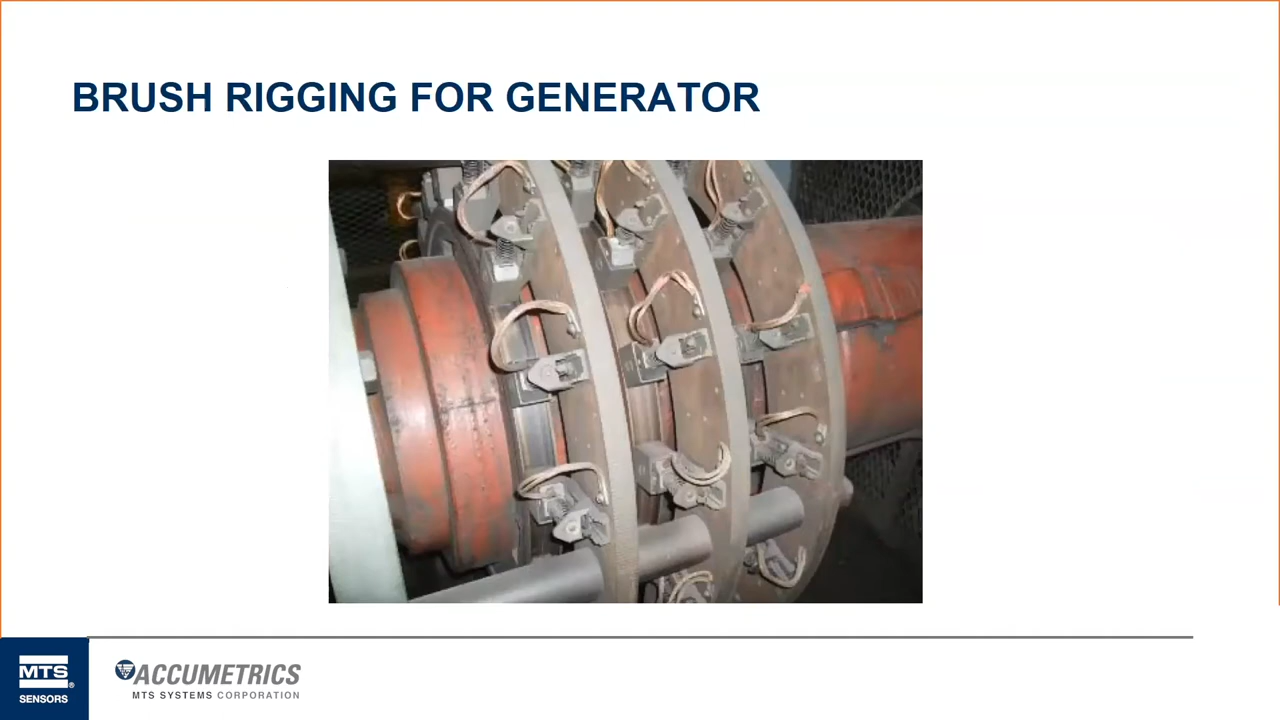 BRUSH RIGGING FOR GENERATOR
MTS
®
SENSORS
ACCUMETRICS
MTS SYSTEMS CORPORATION